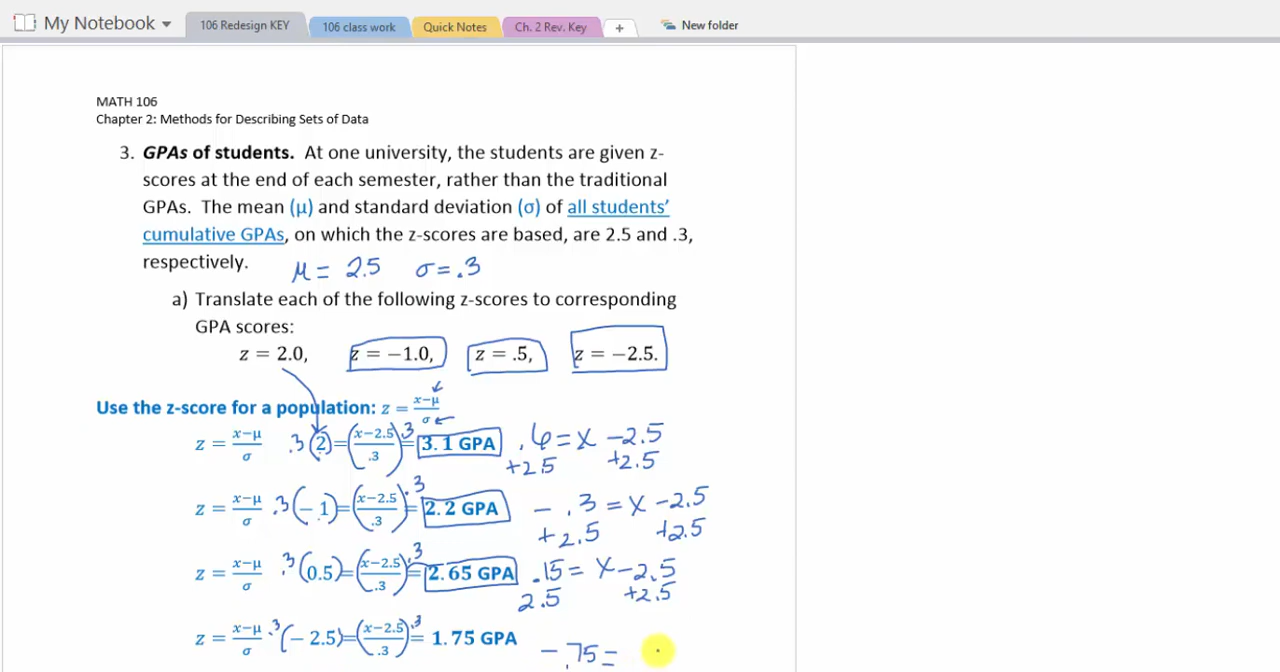 My Notebook 106 Redesign KEY 106 class work Quick Notes Ch. 2 Rev. Key + New folder
MATH 106
Chapter 2: Methods for Describing Sets of Data
3. GPAs of students. At one university, the students are given z-
scores at the end of each semester, rather than the traditional
GPAs. The mean (μ) and standard deviation (σ) of all students’
cumulative GPAs, on which the z-scores are based, are 2.5 and .3,
respectively. μ = 2.5 σ = .3
a) Translate each of the following z-scores to corresponding
GPA scores:
z = 2.0, z = −1.0, z = .5, z = −2.5.
Use the z-score for a population: z = x−μ/σ
z = x−μ/σ .3(2)=(x−2.5/.3).3= 3.1 GPA .6 = x −2.5
+2.5 +2.5
z = x−μ/σ .3(−1)=(x−2.5/.3).3= 2.2 GPA −.3 = x −2.5
+2.5 +2.5
z = x−μ/σ .3(0.5)=(x−2.5/.3).3= 2.65 GPA .15 = x −2.5
2.5 +2.5
z = x−μ/σ .3(−2.5)=(x−2.5/.3).3= 1.75 GPA −.75 =